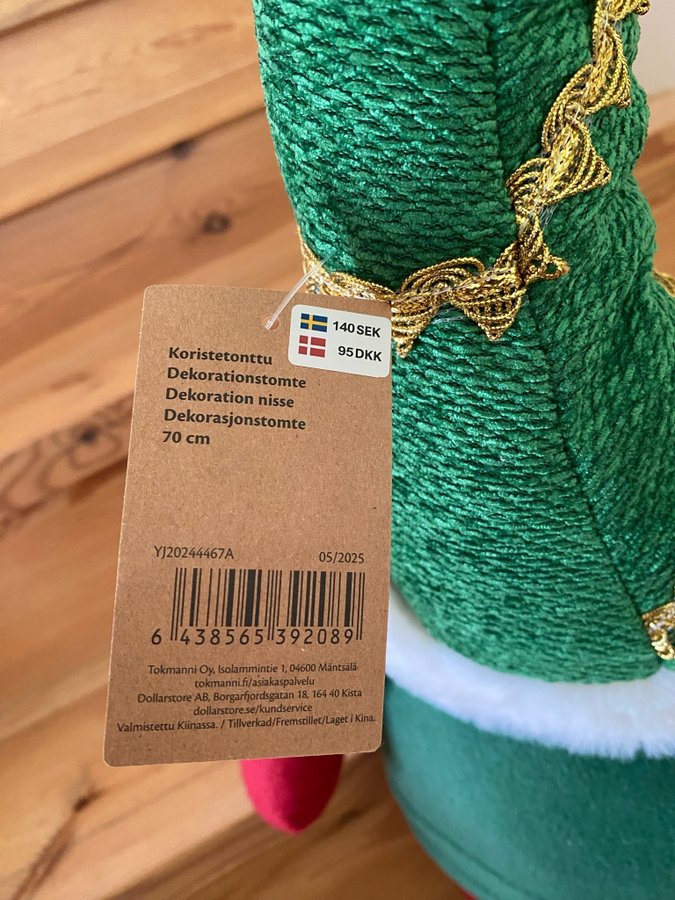 140 SEK
95 DKK
Koristetonttu
Dekorationstomte
Dekoration nisse
Dekorasjonstomte
70 cm
YJ20244467A 05/2025
6 438565 392089
Tokmanni Oy, Isolammintie 1, 04600 Mäntsälä
tokmanni.fi/asiakaspalvelu
Dollarstore AB, Borgarfjordsgatan 18, 164 40 Kista
dollarstore.se/kundservice
Valmistettu Kiinassa. / Tillverkad/Fremstillet/Laget i Kina.